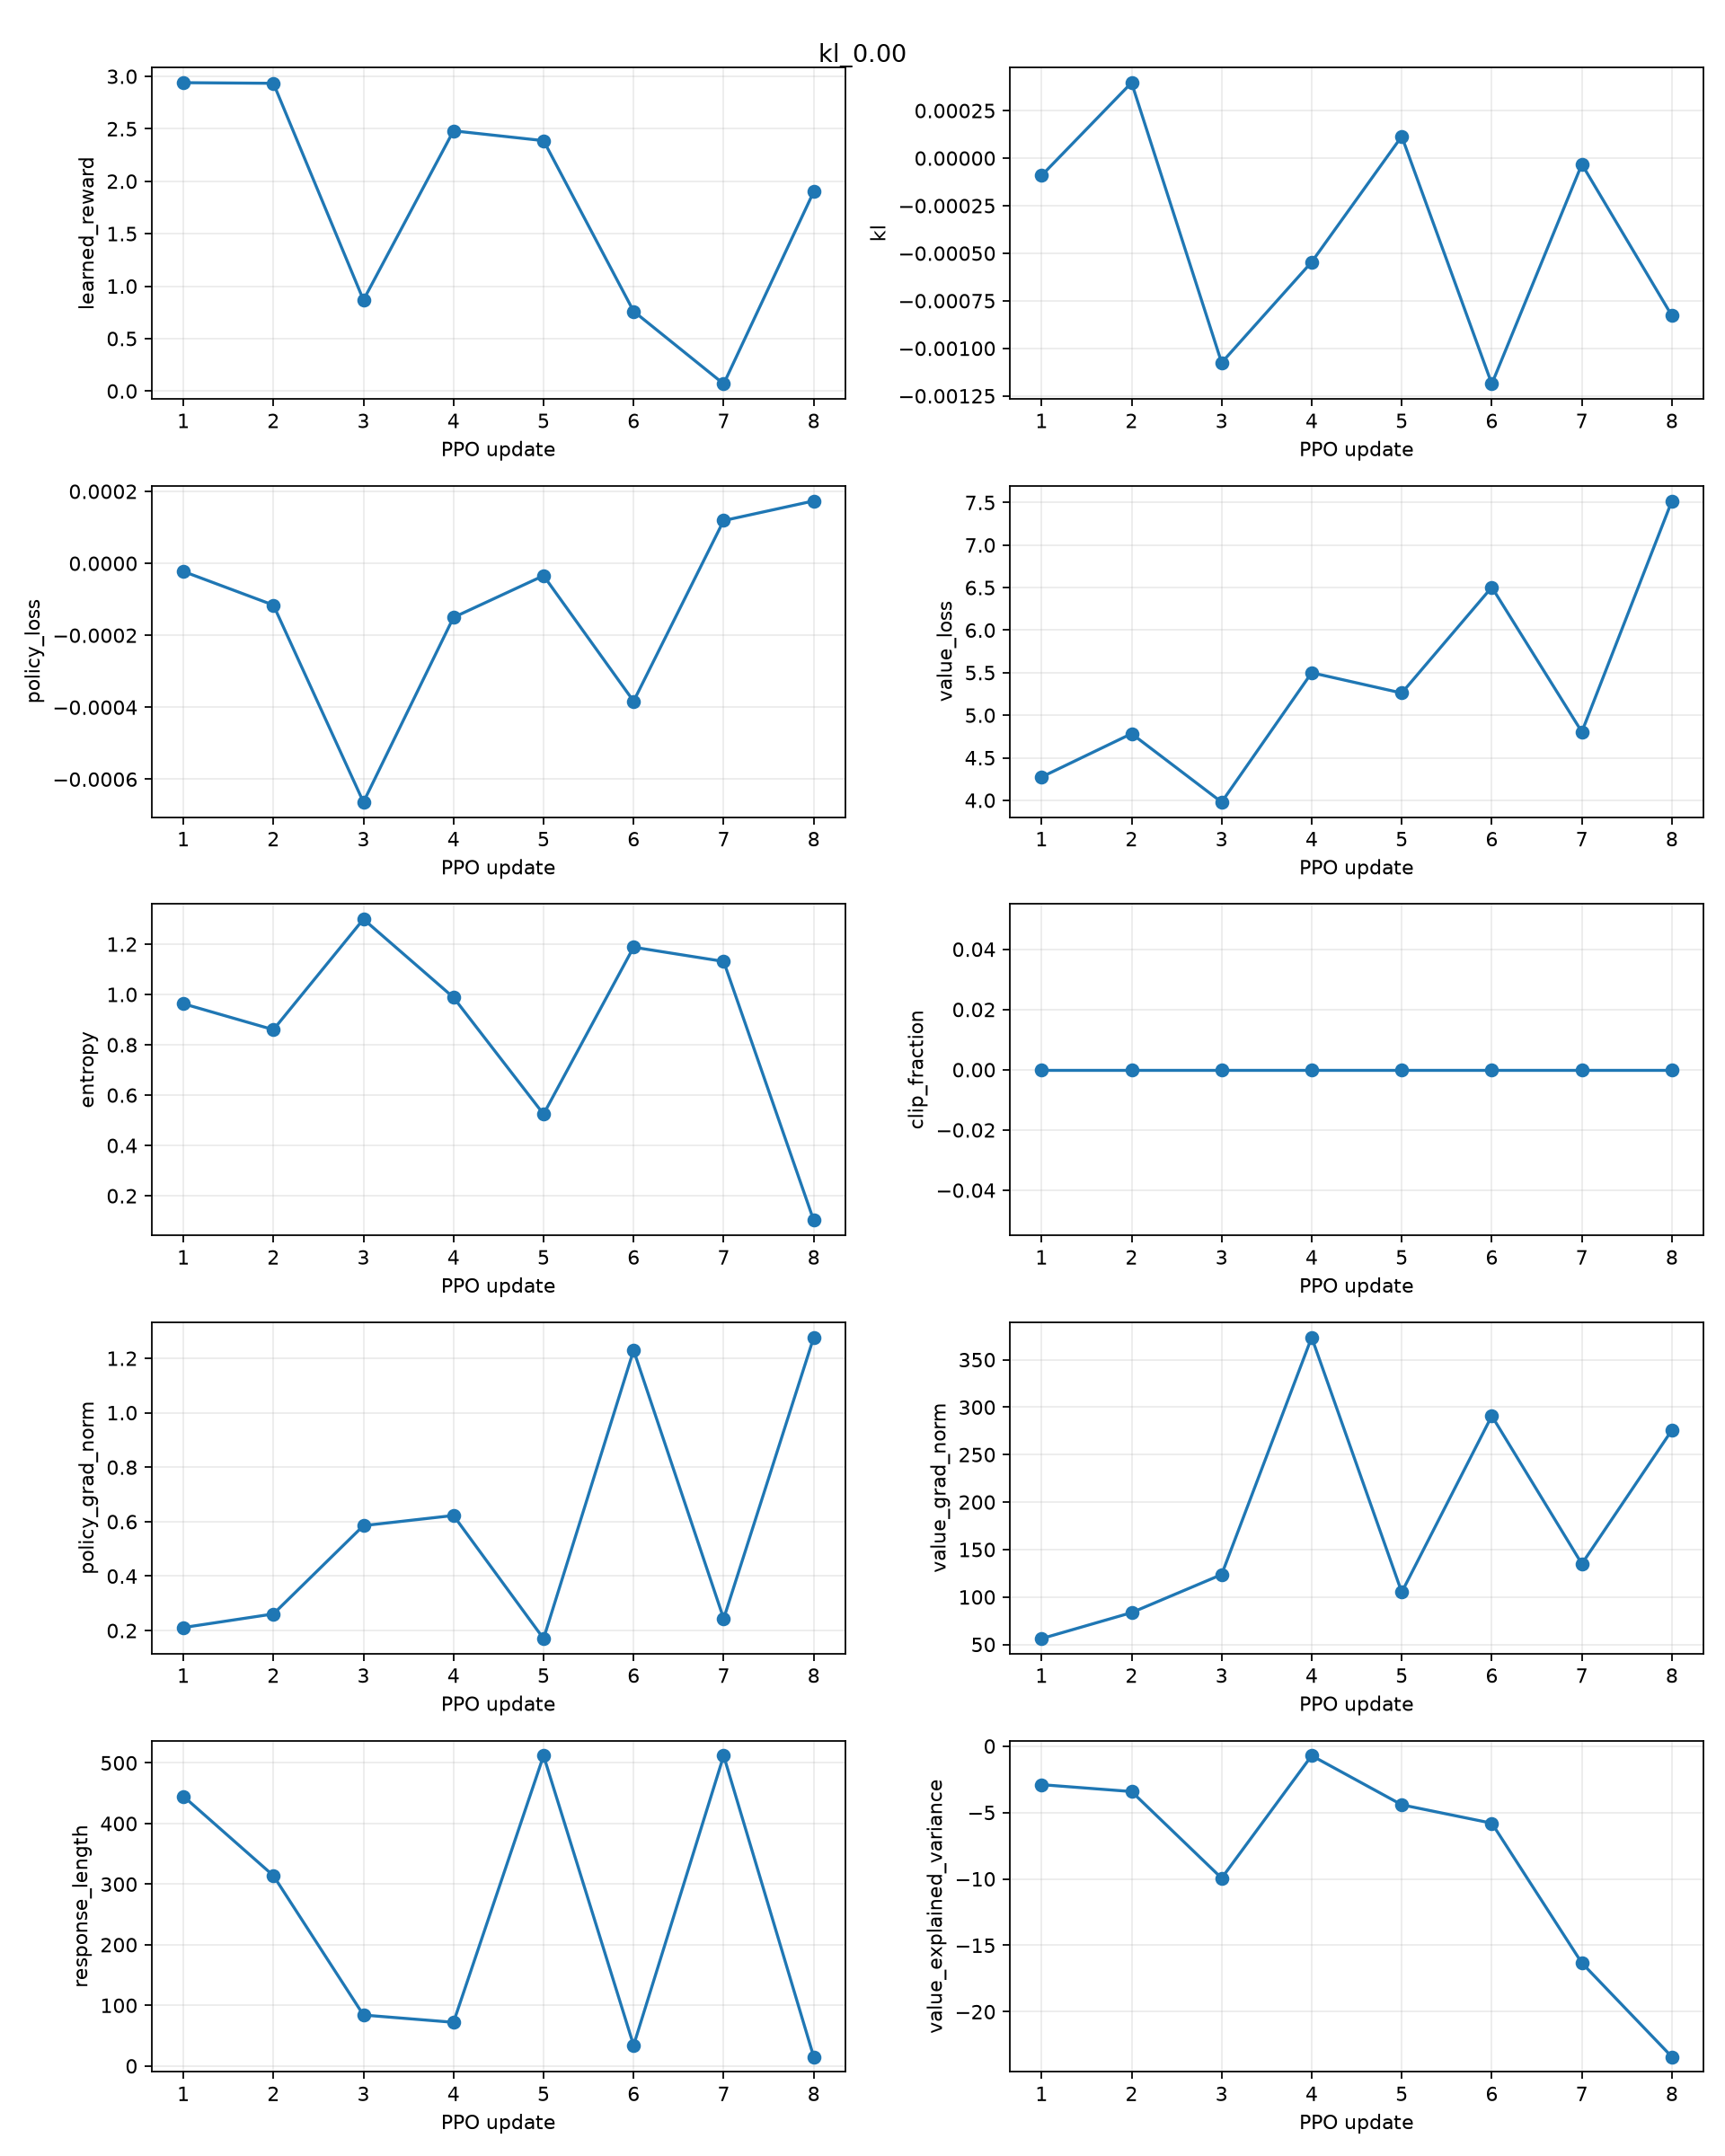 kl_0.00
learned_reward
3.0
2.5
2.0
1.5
1.0
0.5
0.0
1 2 3 4 5 6 7 8
PPO update
kl
0.00025
0.00000
−0.00025
−0.00050
−0.00075
−0.00100
−0.00125
1 2 3 4 5 6 7 8
PPO update
policy_loss
0.0002
0.0000
−0.0002
−0.0004
−0.0006
1 2 3 4 5 6 7 8
PPO update
value_loss
7.5
7.0
6.5
6.0
5.5
5.0
4.5
4.0
1 2 3 4 5 6 7 8
PPO update
entropy
1.2
1.0
0.8
0.6
0.4
0.2
1 2 3 4 5 6 7 8
PPO update
clip_fraction
0.04
0.02
0.00
−0.02
−0.04
1 2 3 4 5 6 7 8
PPO update
policy_grad_norm
1.2
1.0
0.8
0.6
0.4
0.2
1 2 3 4 5 6 7 8
PPO update
value_grad_norm
350
300
250
200
150
100
50
1 2 3 4 5 6 7 8
PPO update
response_length
500
400
300
200
100
0
1 2 3 4 5 6 7 8
PPO update
value_explained_variance
0
−5
−10
−15
−20
1 2 3 4 5 6 7 8
PPO update